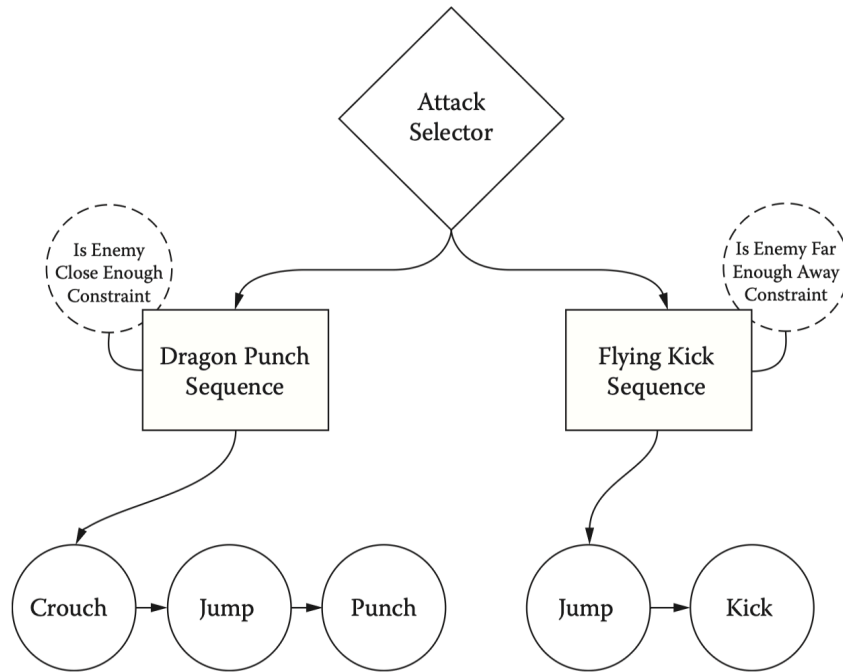 Attack
Selector
Is Enemy
Close Enough
Constraint
Is Enemy Far
Enough Away
Constraint
Dragon Punch
Sequence
Flying Kick
Sequence
Crouch
Jump
Punch
Jump
Kick